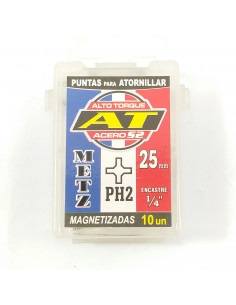 PUNTAS PARA ATORNILLAR
ALTO TORQUE
AT
ACERO S2
METZ
PH2
25 mm
ENCASTRE
1/4"
MAGNETIZADAS 10 un